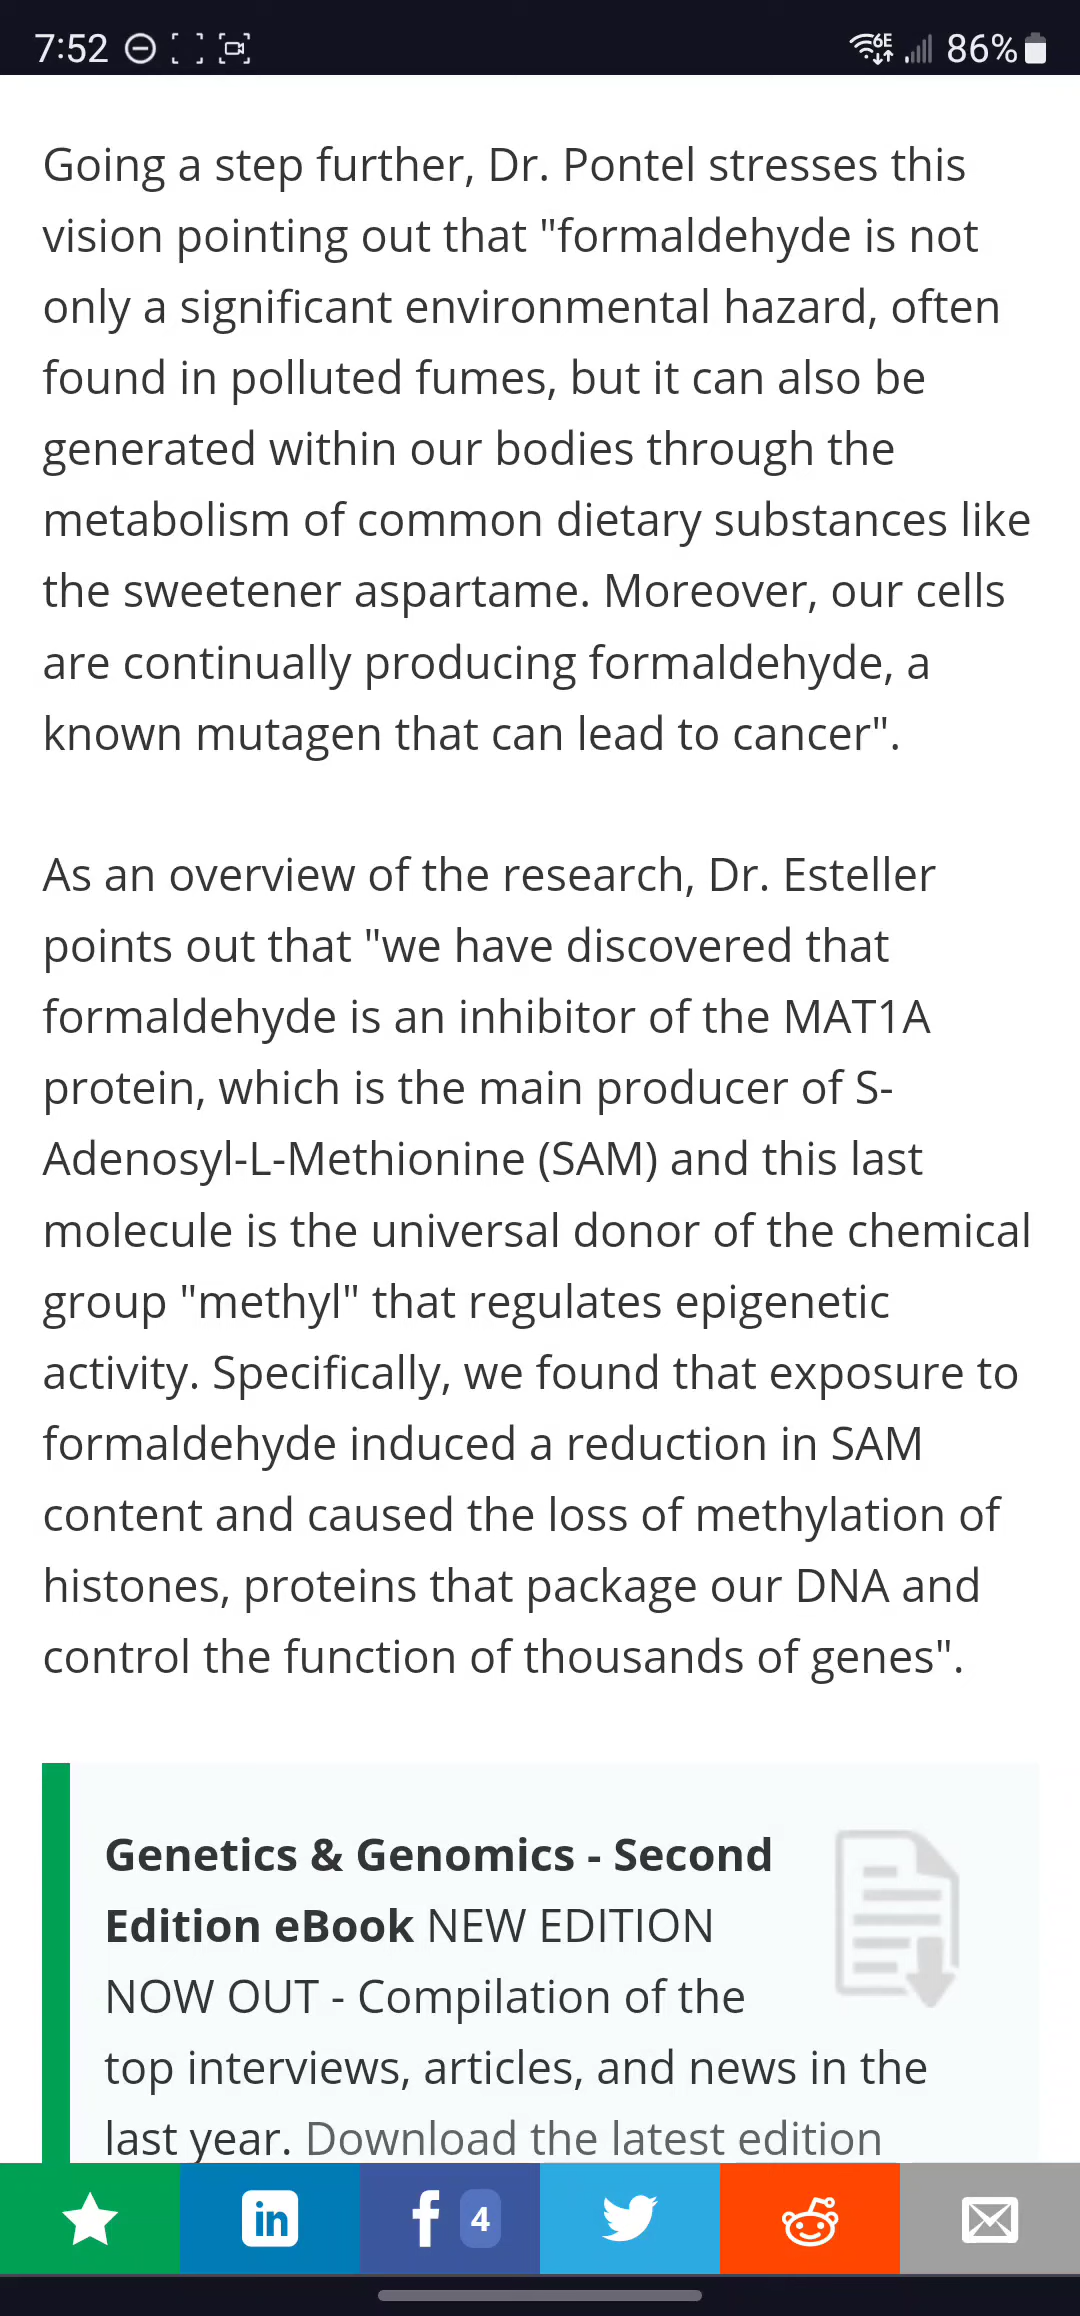 7:52
6E 86%
Going a step further, Dr. Pontel stresses this
vision pointing out that "formaldehyde is not
only a significant environmental hazard, often
found in polluted fumes, but it can also be
generated within our bodies through the
metabolism of common dietary substances like
the sweetener aspartame. Moreover, our cells
are continually producing formaldehyde, a
known mutagen that can lead to cancer".
As an overview of the research, Dr. Esteller
points out that "we have discovered that
formaldehyde is an inhibitor of the MAT1A
protein, which is the main producer of S-
Adenosyl-L-Methionine (SAM) and this last
molecule is the universal donor of the chemical
group "methyl" that regulates epigenetic
activity. Specifically, we found that exposure to
formaldehyde induced a reduction in SAM
content and caused the loss of methylation of
histones, proteins that package our DNA and
control the function of thousands of genes".
Genetics & Genomics - Second
Edition eBook NEW EDITION
NOW OUT - Compilation of the
top interviews, articles, and news in the
last year. Download the latest edition
in f 4